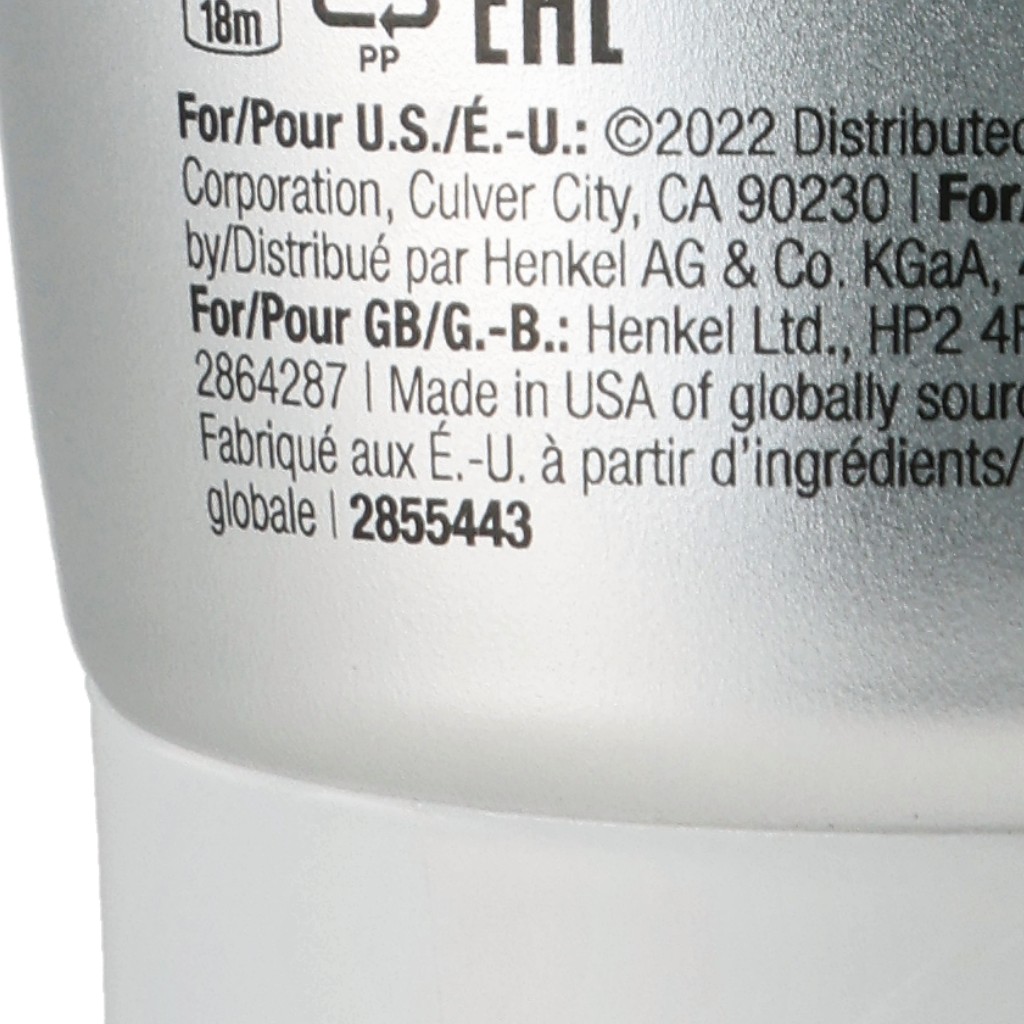 18m
PP
EAC
For/Pour U.S./É.-U.: ©2022 Distributed
Corporation, Culver City, CA 90230 | For/
by/Distribué par Henkel AG & Co. KGaA,
For/Pour GB/G.-B.: Henkel Ltd., HP2
2864287 | Made in USA of globally
Fabriqué aux É.-U. à partir d'ingrédients/
globale | 2855443